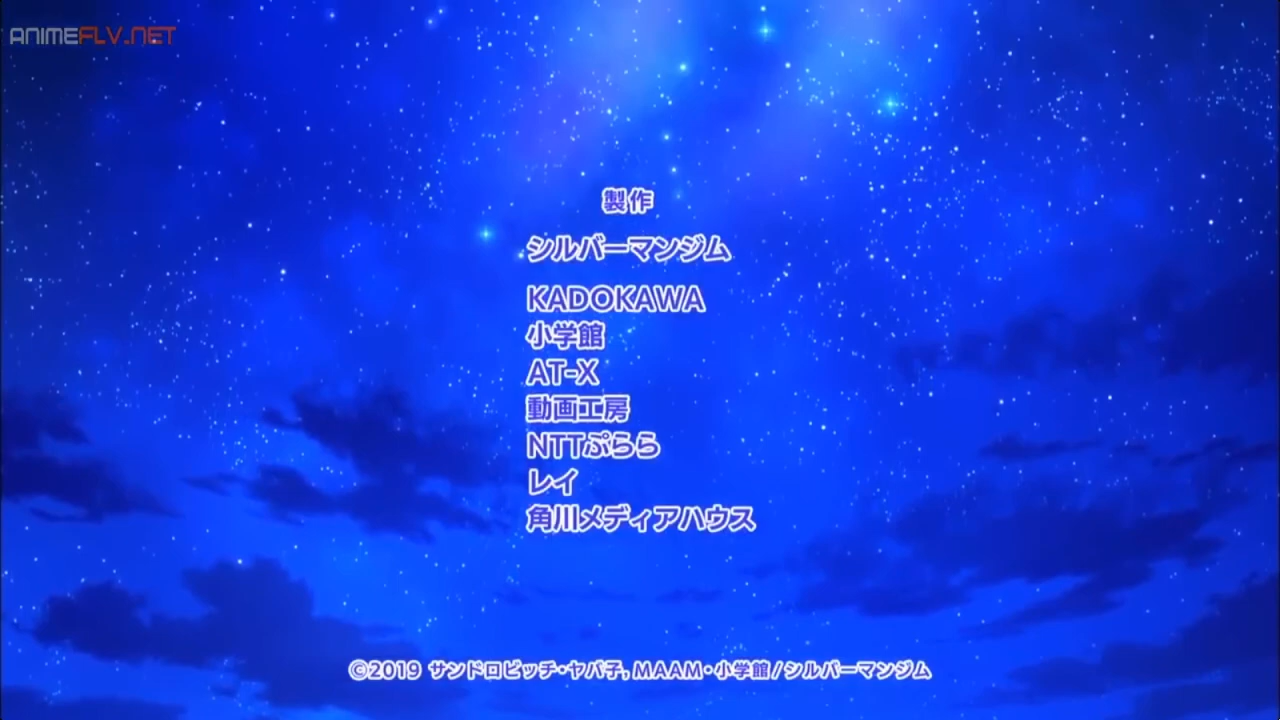 ANIMEFLV.NET
製作
シルバーマンジム
KADOKAWA
小学館
AT-X
動画工房
NTTぷらら
レイ
角川メディアハウス
©2019 サンドロビッチ・ヤバ子,MAAM・小学館/シルバーマンジム